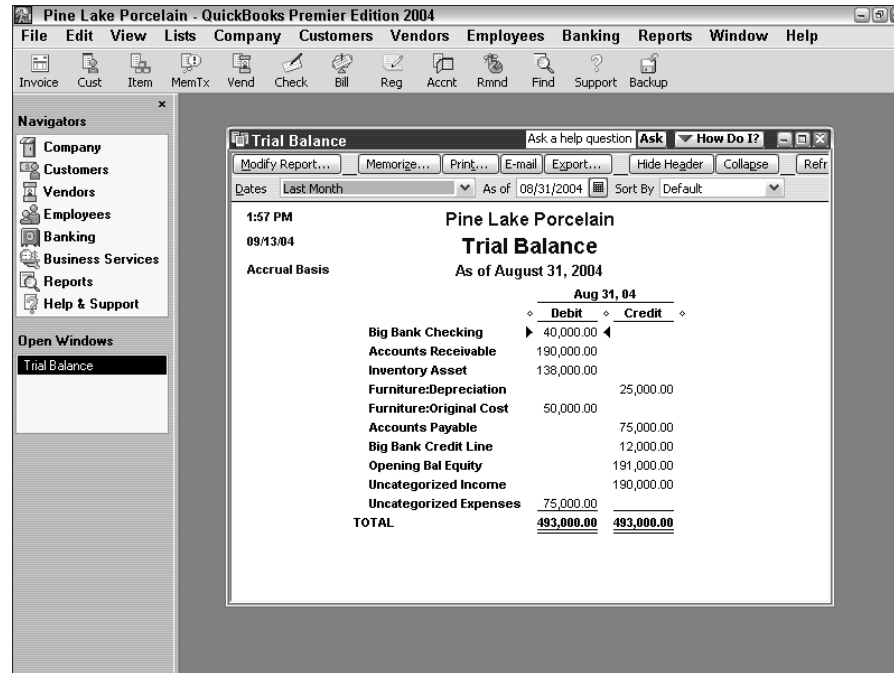 Pine Lake Porcelain - QuickBooks Premier Edition 2004
File Edit View Lists Company Customers Vendors Employees Banking Reports Window Help
Invoice Cust Item MemTx Vend Check Bill Reg Accnt Rmnd Find Support Backup
Navigators
Company
Customers
Vendors
Employees
Banking
Business Services
Reports
Help & Support
Open Windows
Trial Balance
Trial Balance Ask a help question Ask How Do I?
Modify Report... Memorize... Print... E-mail Export... Hide Header Collapse Refr
Dates Last Month As of 08/31/2004 Sort By Default
1:57 PM Pine Lake Porcelain
09/13/04 Trial Balance
Accrual Basis As of August 31, 2004
Aug 31, 04
Debit Credit
Big Bank Checking 40,000.00
Accounts Receivable 190,000.00
Inventory Asset 138,000.00
Furniture:Depreciation 25,000.00
Furniture:Original Cost 50,000.00
Accounts Payable 75,000.00
Big Bank Credit Line 12,000.00
Opening Bal Equity 191,000.00
Uncategorized Income 190,000.00
Uncategorized Expenses 75,000.00
TOTAL 493,000.00 493,000.00